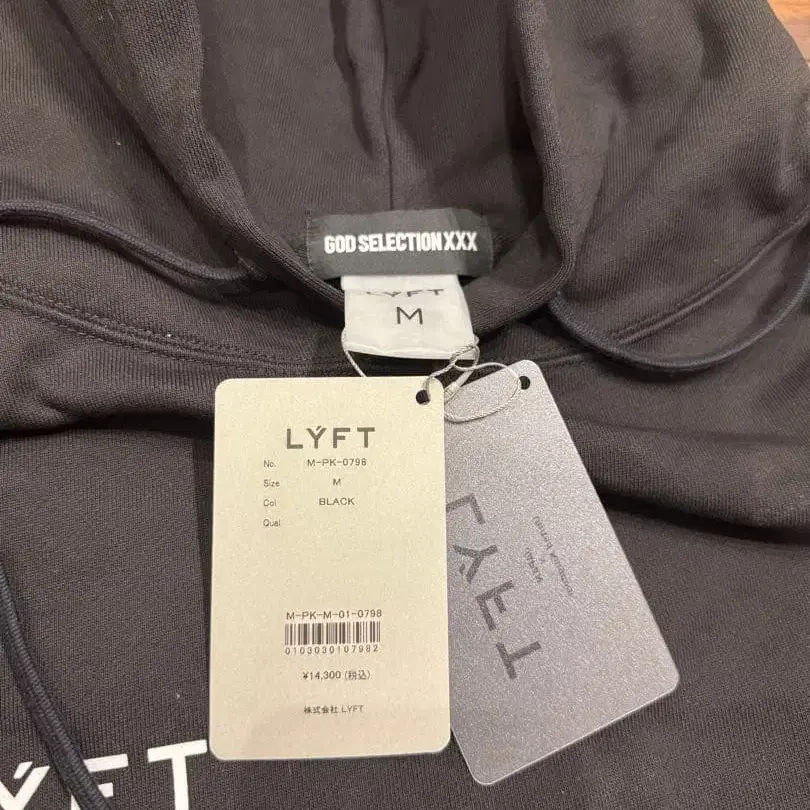 GOD SELECTION XXX
LYFT
M
LÝFT
No. M-PK-0798
Size M
Col BLACK
Qual
M-PK-M-01-0798
0103030107982
¥14,300 (税込)
株式会社 LÝFT
LÝFT
LÝFT